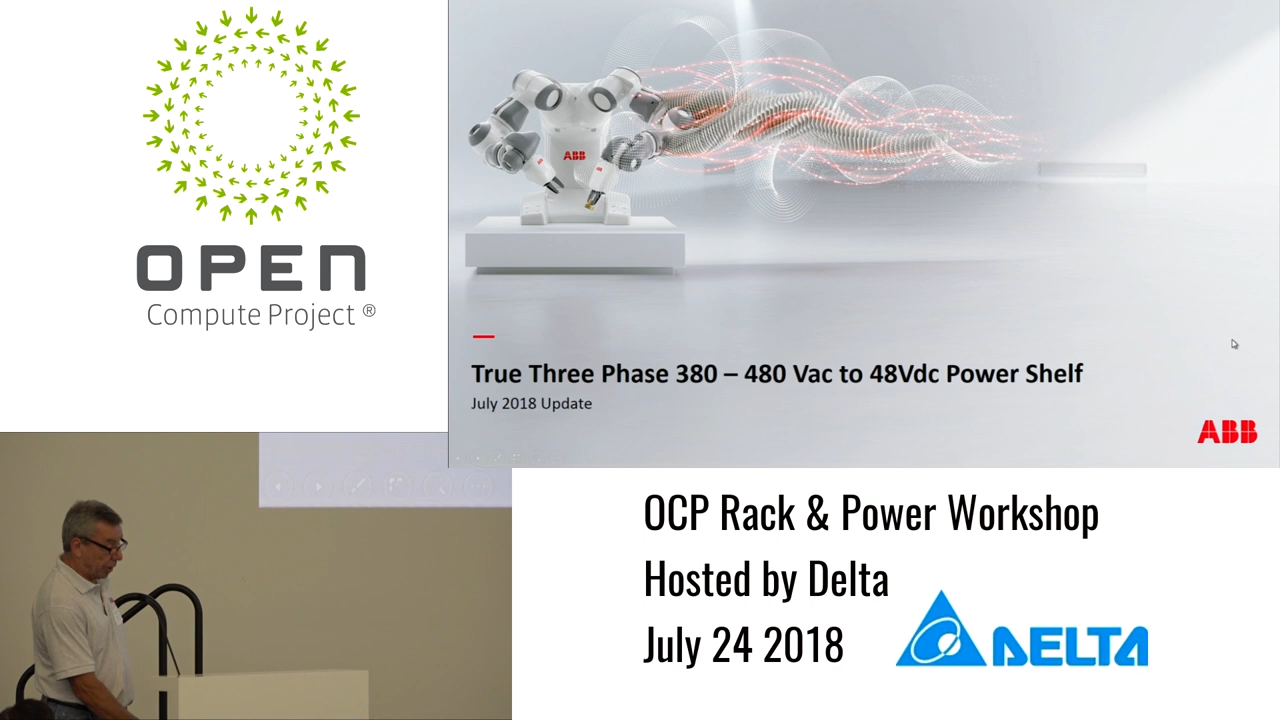 OPEN
Compute Project ®
ABB
True Three Phase 380 – 480 Vac to 48Vdc Power Shelf
July 2018 Update
ABB
OCP Rack & Power Workshop
Hosted by Delta
July 24 2018
DELTA